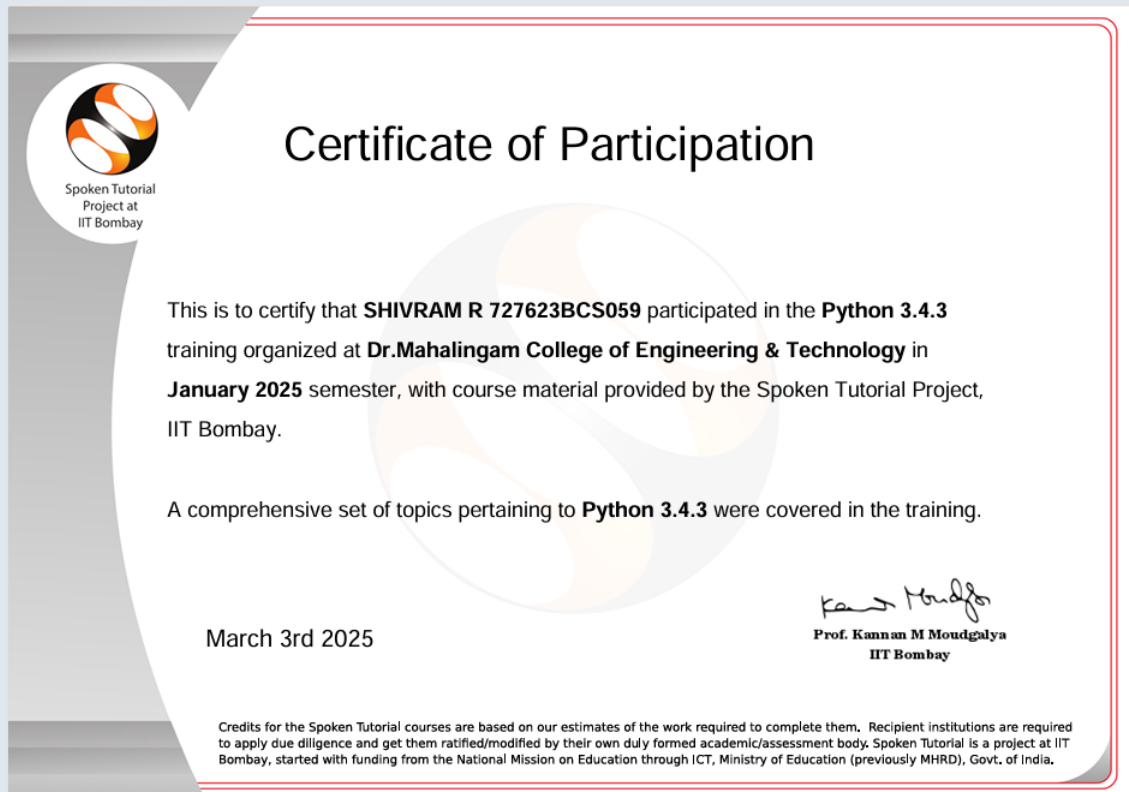 Spoken Tutorial
Project at
IIT Bombay
Certificate of Participation
This is to certify that SHIVRAM R 727623BCS059 participated in the Python 3.4.3
training organized at Dr.Mahalingam College of Engineering & Technology in
January 2025 semester, with course material provided by the Spoken Tutorial Project,
IIT Bombay.
A comprehensive set of topics pertaining to Python 3.4.3 were covered in the training.
March 3rd 2025
Prof. Kannan M Moudgalya
IIT Bombay
Credits for the Spoken Tutorial courses are based on our estimates of the work required to complete them. Recipient institutions are required
to apply due diligence and get them ratified/modified by their own duly formed academic/assessment body. Spoken Tutorial is a project at IIT
Bombay, started with funding from the National Mission on Education through ICT, Ministry of Education (previously MHRD), Govt. of India.